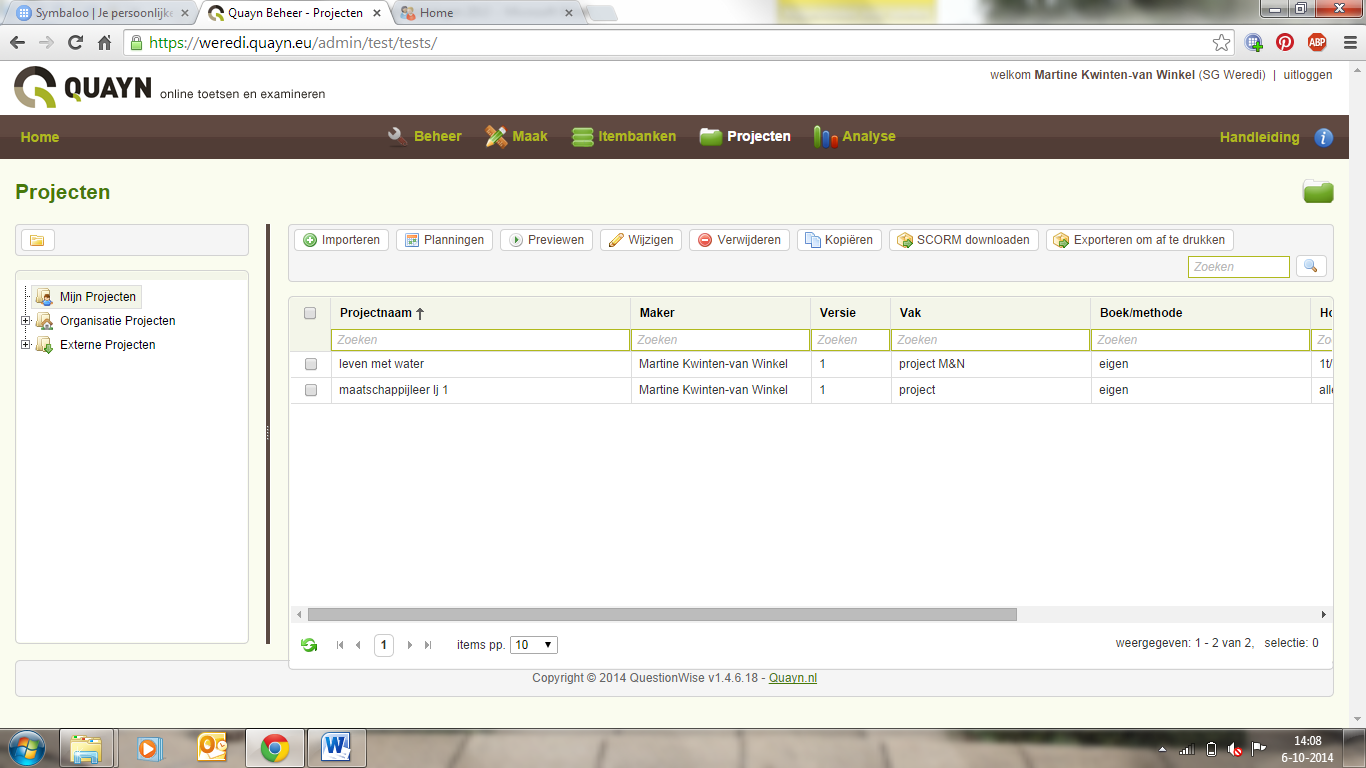 Symbaloo | Je persoonlijke
Quayn Beheer - Projecten
Home
https://weredi.quayn.eu/admin/test/tests/
ABP
QUAYN online toetsen en examineren
welkom Martine Kwinten-van Winkel (SG Weredi) | uitloggen
Home
Beheer
Maak
Itembanken
Projecten
Analyse
Handleiding
Projecten
Importeren
Planningen
Previewen
Wijzigen
Verwijderen
Kopiëren
SCORM downloaden
Exporteren om af te drukken
Zoeken
Mijn Projecten
Organisatie Projecten
Externe Projecten
Projectnaam Maker Versie Vak Boek/methode Ho
Zoeken Zoeken Zoeken Zoeken Zoeken Zo
leven met water Martine Kwinten-van Winkel 1 project M&N eigen 1t/
maatschappijleer lj 1 Martine Kwinten-van Winkel 1 project eigen alle
1 items pp. 10
weergegeven: 1 - 2 van 2, selectie: 0
Copyright © 2014 QuestionWise v1.4.6.18 - Quayn.nl
14:08
6-10-2014